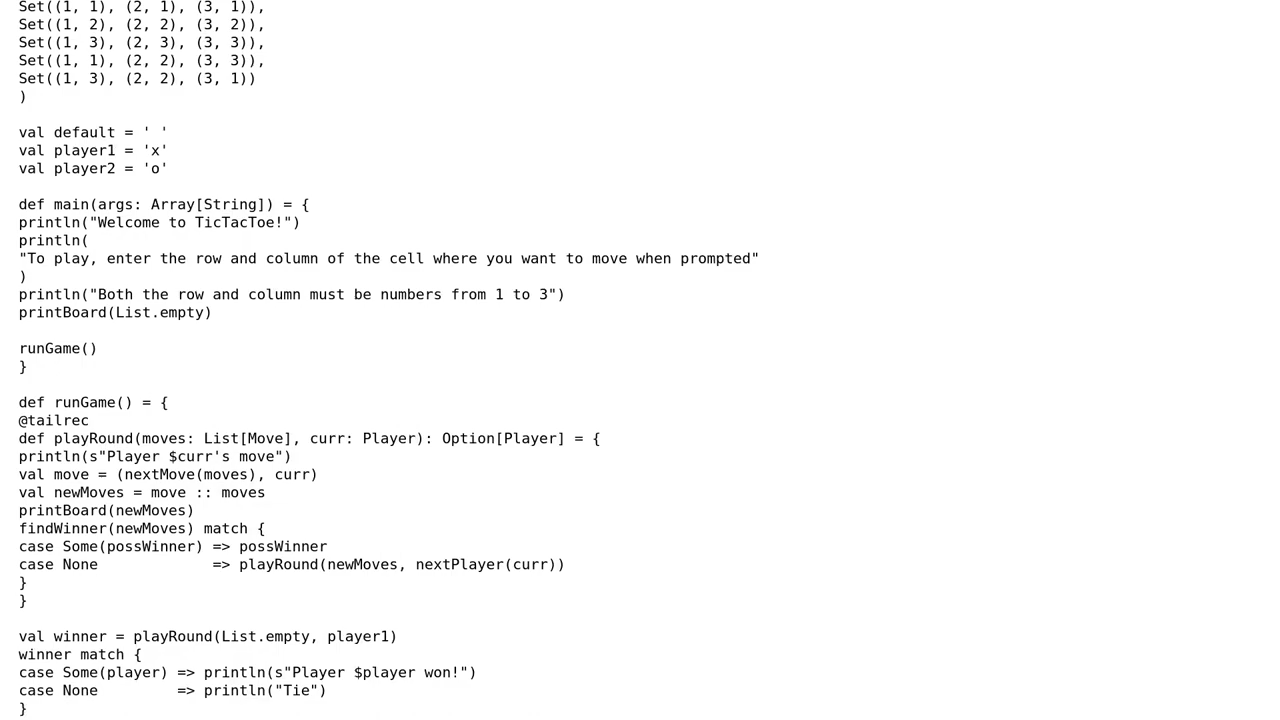 Set((1, 1), (2, 1), (3, 1)),
Set((1, 2), (2, 2), (3, 2)),
Set((1, 3), (2, 3), (3, 3)),
Set((1, 1), (2, 2), (3, 3)),
Set((1, 3), (2, 2), (3, 1))
)

val default = ' '
val player1 = 'x'
val player2 = 'o'

def main(args: Array[String]) = {
println("Welcome to TicTacToe!")
println(
"To play, enter the row and column of the cell where you want to move when prompted"
)
println("Both the row and column must be numbers from 1 to 3")
printBoard(List.empty)

runGame()
}

def runGame() = {
@tailrec
def playRound(moves: List[Move], curr: Player): Option[Player] = {
println(s"Player $curr's move")
val move = (nextMove(moves), curr)
val newMoves = move :: moves
printBoard(newMoves)
findWinner(newMoves) match {
case Some(possWinner) => possWinner
case None             => playRound(newMoves, nextPlayer(curr))
}
}

val winner = playRound(List.empty, player1)
winner match {
case Some(player) => println(s"Player $player won!")
case None         => println("Tie")
}